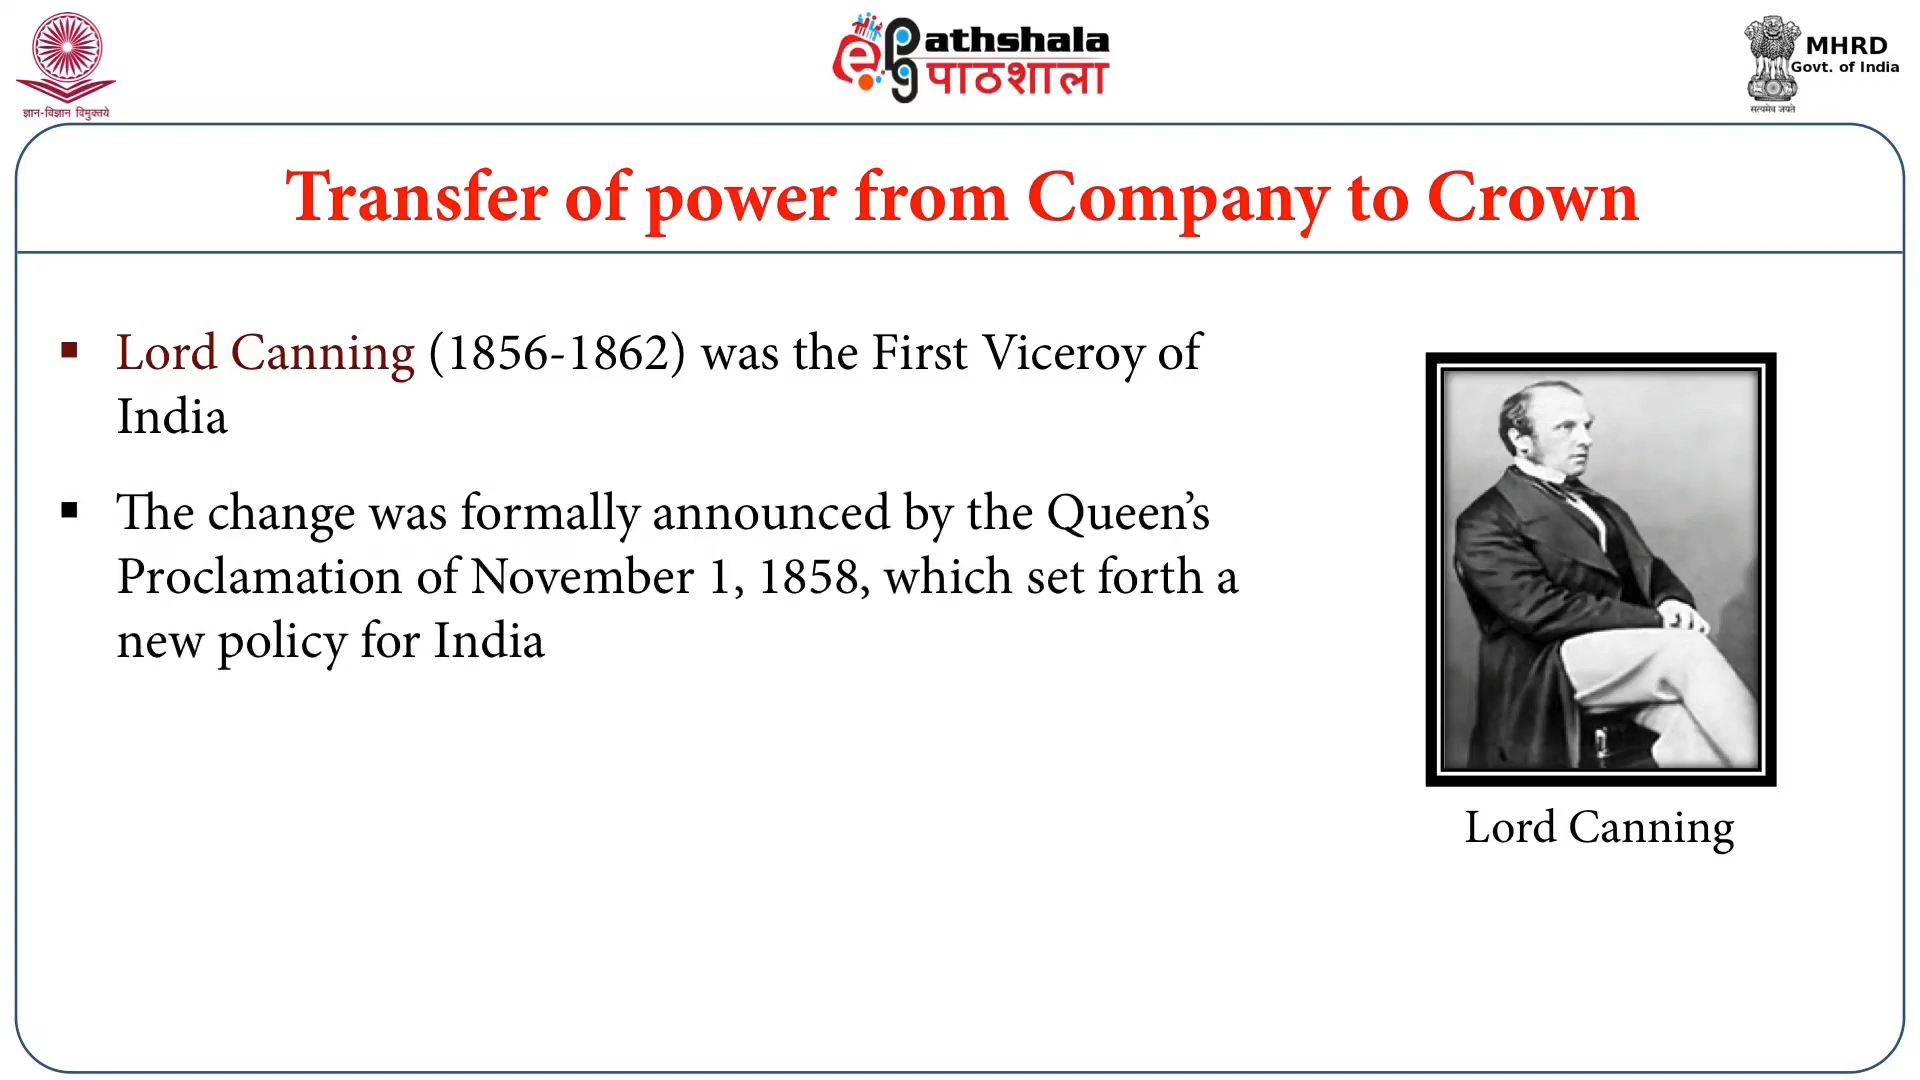 ज्ञान-विज्ञान विमुक्तये
ePG Pathshala
पाठशाला
MHRD
Govt. of India
सत्यमेव जयते
Transfer of power from Company to Crown
▪ Lord Canning (1856-1862) was the First Viceroy of
India
▪ The change was formally announced by the Queen’s
Proclamation of November 1, 1858, which set forth a
new policy for India
Lord Canning